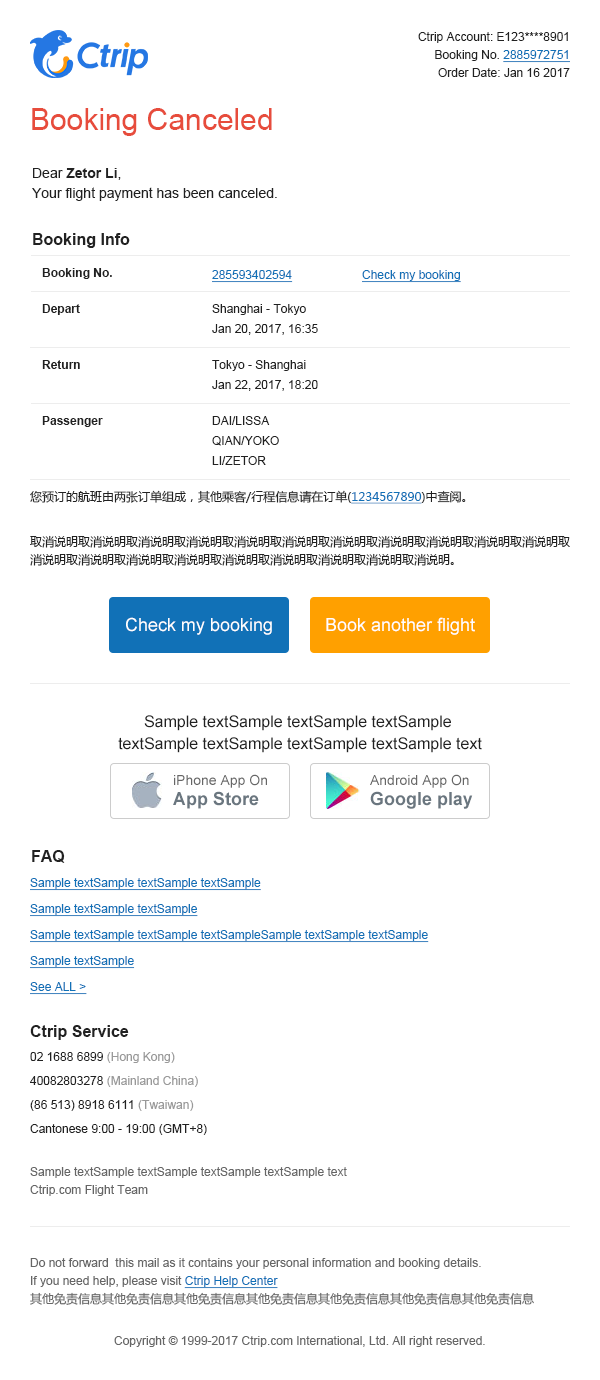 Ctrip
Ctrip Account: E123****8901
Booking No. 2885972751
Order Date: Jan 16 2017
Booking Canceled
Dear Zetor Li,
Your flight payment has been canceled.
Booking Info
Booking No. 285593402594 Check my booking
Depart Shanghai - Tokyo
Jan 20, 2017, 16:35
Return Tokyo - Shanghai
Jan 22, 2017, 18:20
Passenger DAI/LISSA
QIAN/YOKO
LI/ZETOR
您预订的航班由两张订单组成，其他乘客/行程信息请在订单(1234567890)中查阅。
取消说明取消说明取消说明取消说明取消说明取消说明取消说明取消说明取消说明取消说明取消说明取
消说明取消说明取消说明取消说明取消说明取消说明取消说明取消说明取消说明。
Check my booking
Book another flight
Sample textSample textSample textSample
textSample textSample textSample textSample text
iPhone App On
App Store
Android App On
Google play
FAQ
Sample textSample textSample textSample
Sample textSample textSample
Sample textSample textSample textSampleSample textSample textSample
Sample textSample
See ALL >
Ctrip Service
02 1688 6899 (Hong Kong)
40082803278 (Mainland China)
(86 513) 8918 6111 (Twaiwan)
Cantonese 9:00 - 19:00 (GMT+8)
Sample textSample textSample textSample textSample text
Ctrip.com Flight Team
Do not forward  this mail as it contains your personal information and booking details.
If you need help, please visit Ctrip Help Center
其他免责信息其他免责信息其他免责信息其他免责信息其他免责信息其他免责信息其他免责信息
Copyright © 1999-2017 Ctrip.com International, Ltd. All right reserved.